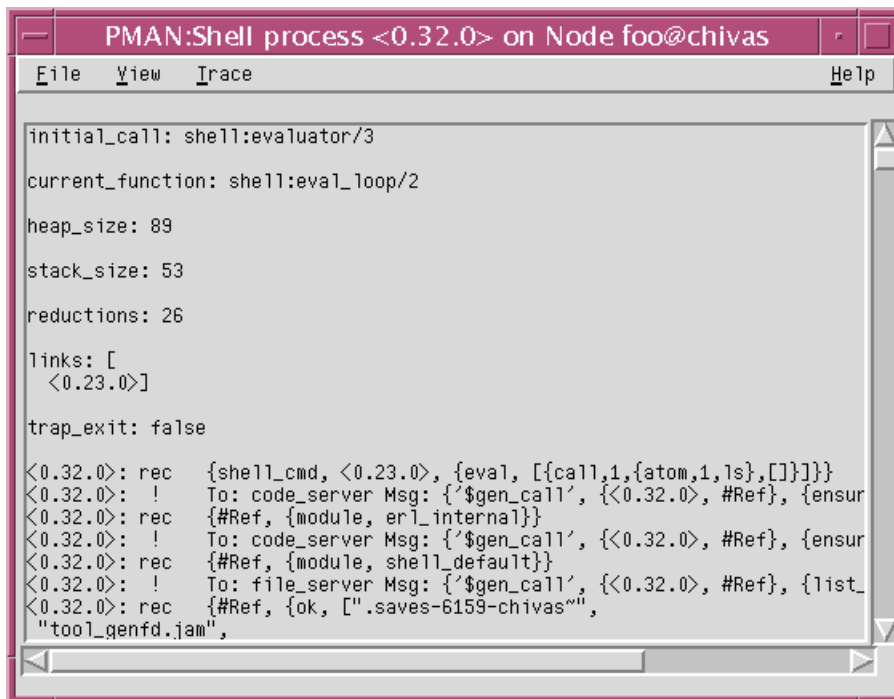 PMAN:Shell process <0.32.0> on Node foo@chivas
File View Trace Help
initial_call: shell:evaluator/3
current_function: shell:eval_loop/2
heap_size: 89
stack_size: 53
reductions: 26
links: [
<0.23.0>]
trap_exit: false
<0.32.0>: rec {shell_cmd, <0.23.0>, {eval, [{call,1,{atom,1,ls},[]}]}}
<0.32.0>: ! To: code_server Msg: {'$gen_call', {<0.32.0>, #Ref}, {ensur
<0.32.0>: rec {#Ref, {module, erl_internal}}
<0.32.0>: ! To: code_server Msg: {'$gen_call', {<0.32.0>, #Ref}, {ensur
<0.32.0>: rec {#Ref, {module, shell_default}}
<0.32.0>: ! To: file_server Msg: {'$gen_call', {<0.32.0>, #Ref}, {list_
<0.32.0>: rec {#Ref, {ok, [".saves-6159-chivas~",
"tool_genfd.jam",